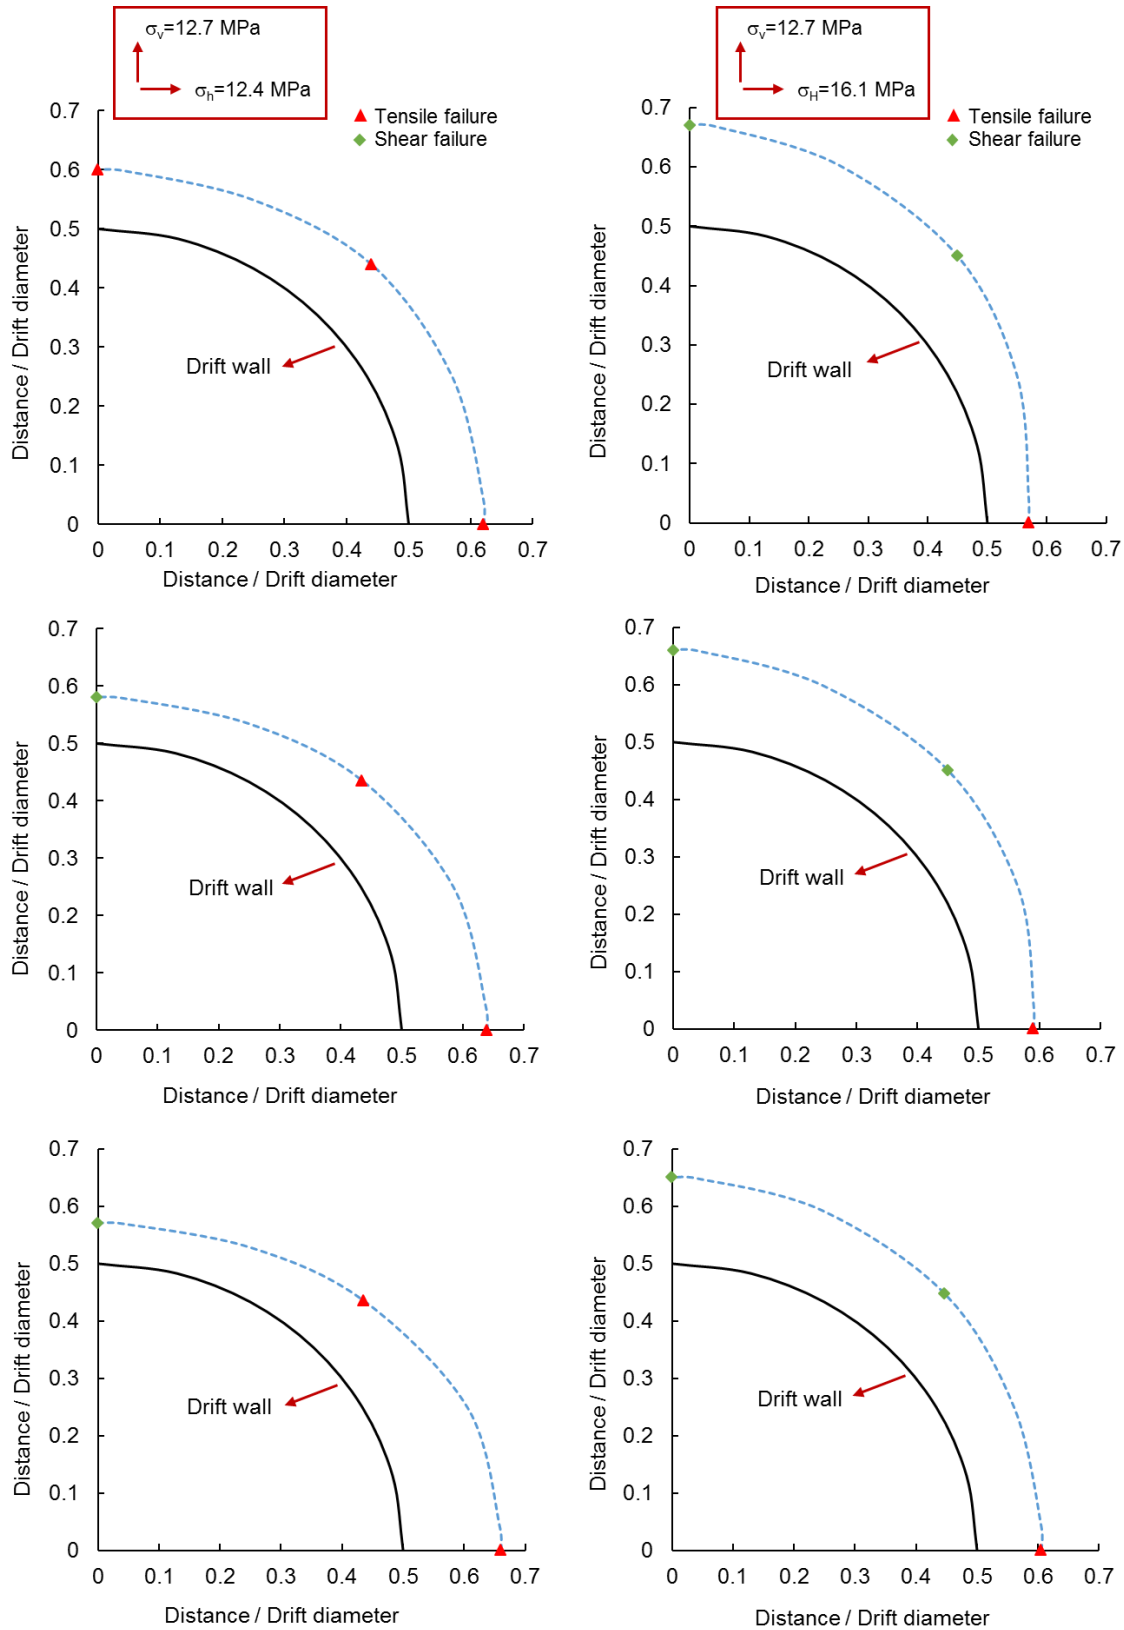 σv=12.7 MPa
σh=12.4 MPa
Tensile failure
Shear failure
0.7
0.6
0.5
0.4
0.3
0.2
0.1
0
Distance / Drift diameter
Drift wall
0 0.1 0.2 0.3 0.4 0.5 0.6 0.7
Distance / Drift diameter
σv=12.7 MPa
σH=16.1 MPa
Tensile failure
Shear failure
0.7
0.6
0.5
0.4
0.3
0.2
0.1
0
Distance / Drift diameter
Drift wall
0 0.1 0.2 0.3 0.4 0.5 0.6 0.7
Distance / Drift diameter
0.7
0.6
0.5
0.4
0.3
0.2
0.1
0
Distance / Drift diameter
Drift wall
0 0.1 0.2 0.3 0.4 0.5 0.6 0.7
Distance / Drift diameter
0.7
0.6
0.5
0.4
0.3
0.2
0.1
0
Distance / Drift diameter
Drift wall
0 0.1 0.2 0.3 0.4 0.5 0.6 0.7
Distance / Drift diameter
0.7
0.6
0.5
0.4
0.3
0.2
0.1
0
Distance / Drift diameter
Drift wall
0 0.1 0.2 0.3 0.4 0.5 0.6 0.7
Distance / Drift diameter
0.7
0.6
0.5
0.4
0.3
0.2
0.1
0
Distance / Drift diameter
Drift wall
0 0.1 0.2 0.3 0.4 0.5 0.6 0.7
Distance / Drift diameter